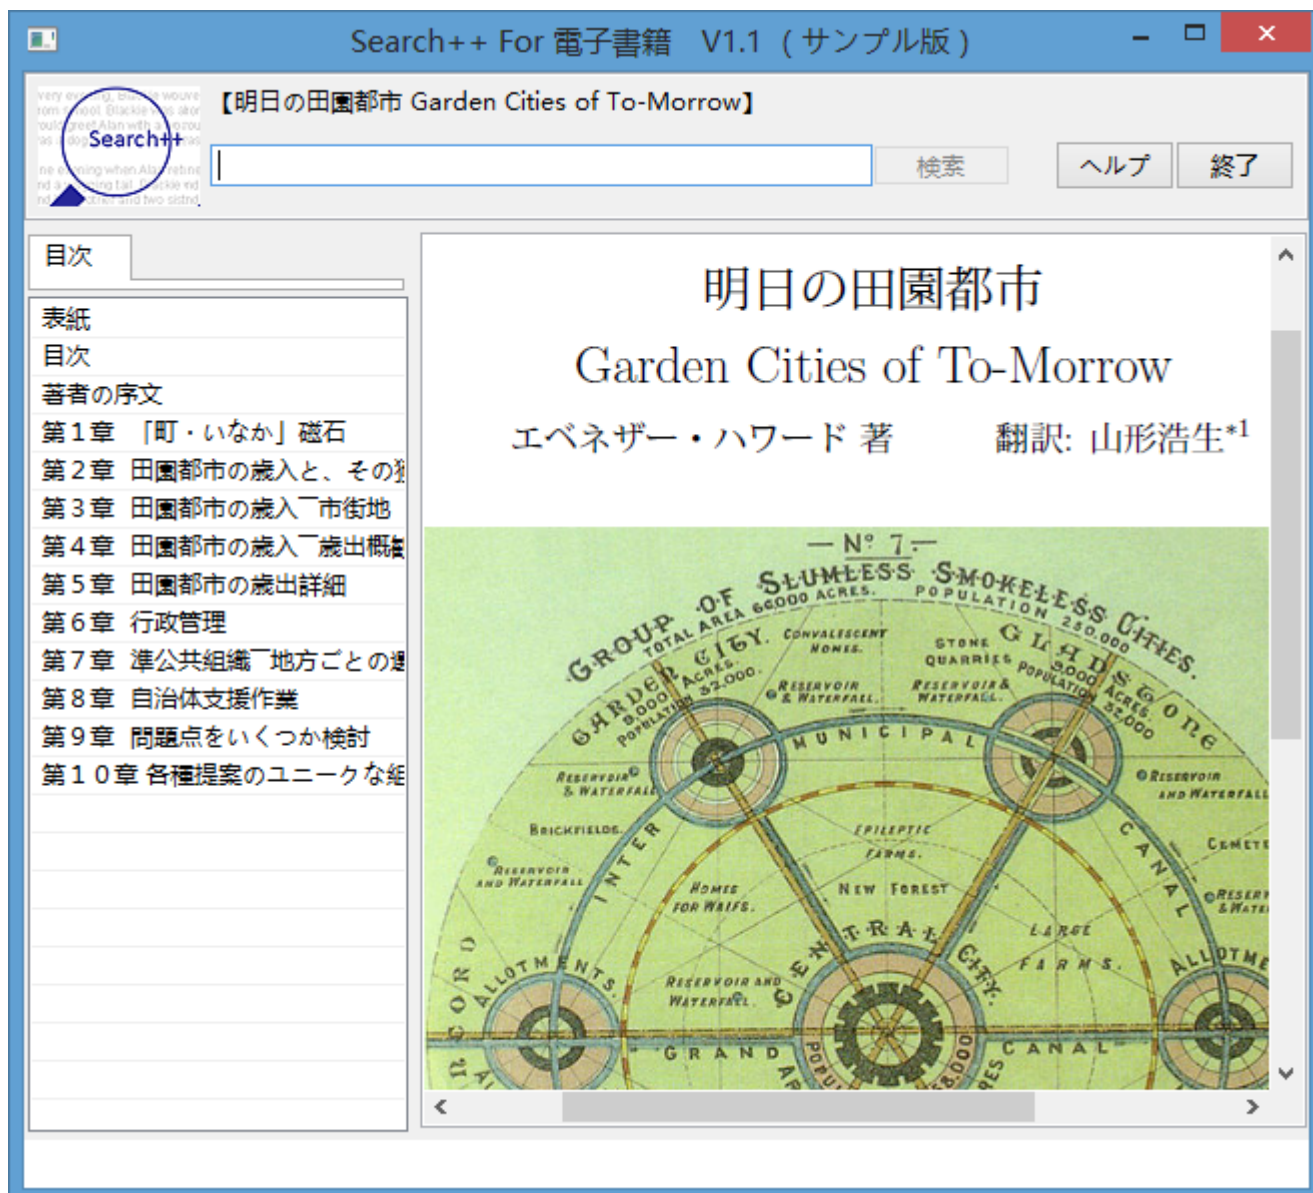 Search++ For 電子書籍 V1.1 (サンプル版)
Search++
【明日の田園都市 Garden Cities of To-Morrow】
検索
ヘルプ
終了
目次
表紙
目次
著者の序文
第1章 「町・いなか」磁石
第2章 田園都市の歳入と、その
第3章 田園都市の歳入―市街地
第4章 田園都市の歳入―歳出概
第5章 田園都市の歳出詳細
第6章 行政管理
第7章 準公共組織―地方ごとの
第8章 自治体支援作業
第9章 問題点をいくつか検討
第10章 各種提案のユニークな組
明日の田園都市
Garden Cities of To-Morrow
エベネザー・ハワード 著 翻訳: 山形浩生*1
— Nº 7. —
GROUP OF SLUMLESS SMOKELESS CITIES.
TOTAL AREA 66,000 ACRES. POPULATION 250,000
GARDEN CITY.
9,000 ACRES.
POPULATION 32,000.
CONVALESCENT
HOMES.
STONE
QUARRIES
GLADSTONE
9,000 ACRES.
POPULATION 32,000
RESERVOIR
& WATERFALL.
RESERVOIR &
WATERFALL.
INTER MUNICIPAL CANAL
RESERVOIR
& WATERFALL
RESERVOIR
AND WATERFALL
BRICKFIELDS.
EPILEPTIC
FARMS.
RESERVOIR
AND WATERFALL
HOMES
FOR WAIFS.
NEW FOREST
LARGE
FARMS.
CENTRAL CITY.
ALLOTMENTS.
RESERVOIR AND
WATERFALL.
GRAND CANAL